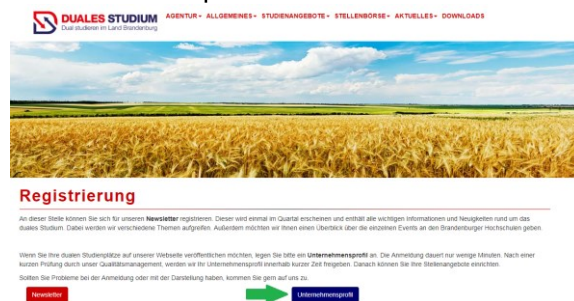 DUALES STUDIUM
Dual studieren im Land Brandenburg
AGENTUR ALLGEMEINES STUDIENANGEBOTE STELLENBÖRSE AKTUELLES DOWNLOADS
Registrierung
An dieser Stelle können Sie sich für unseren Newsletter registrieren. Dieser wird einmal im Quartal erscheinen und enthält alle wichtigen Informationen und Neuigkeiten rund um das
duales Studium. Dabei werden wir verschiedene Themen aufgreifen. Außerdem möchten wir Ihnen einen Überblick über die einzelnen Events an den Brandenburger Hochschulen geben.
Wenn Sie Ihre dualen Studienplätze auf unserer Webseite veröffentlichen möchten, legen Sie bitte ein Unternehmensprofil an. Die Anmeldung dauert nur wenige Minuten. Nach einer
kurzen Prüfung durch unser Qualitätsmanagement, werden wir Ihr Unternehmensprofil innerhalb kurzer Zeit freigeben. Danach können Sie Ihre Stellenangebote einrichten.
Sollten Sie Probleme bei der Anmeldung oder mit der Darstellung haben, kommen Sie gern auf uns zu.
Newsletter Unternehmensprofil